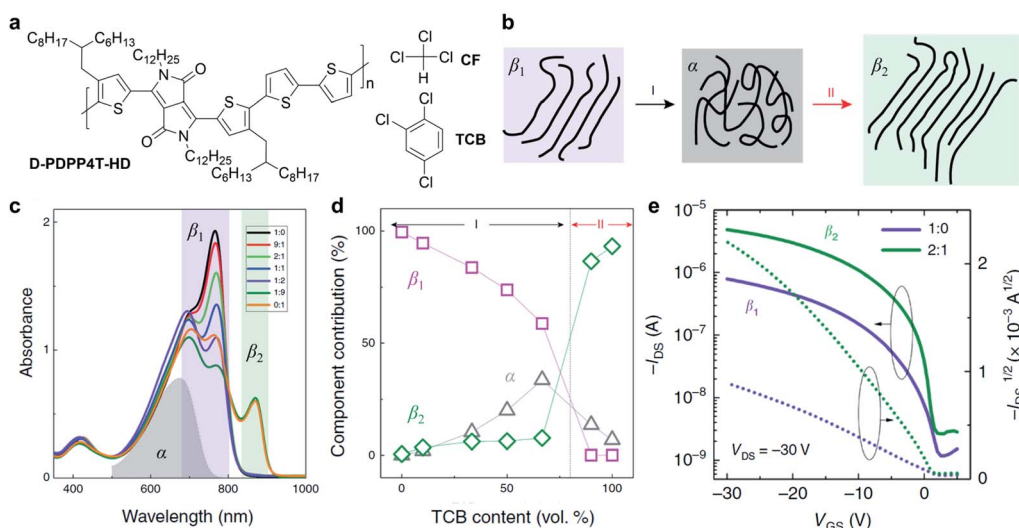 a
C8H17
C6H13
C12H25
N
O
S
S
S
S
n
O
N
C12H25
C6H13
C8H17
D-PDPP4T-HD
Cl
Cl
Cl
H
CF
Cl
Cl
Cl
TCB
b
β1
I
α
II
β2
c
β1
β2
α
1:0
9:1
2:1
1:1
1:2
1:9
0:1
2
1
0
400
600
800
1000
Absorbance
Wavelength (nm)
d
I
II
β1
α
β2
100
50
0
0
50
100
Component contribution (%)
TCB content (vol. %)
e
β2
1:0
2:1
β1
VDS = −30 V
10−5
10−6
10−7
10−8
10−9
−30
−20
−10
0
2
1
0
−IDS (A)
VGS (V)
−IDS1/2 (× 10−3 A1/2)